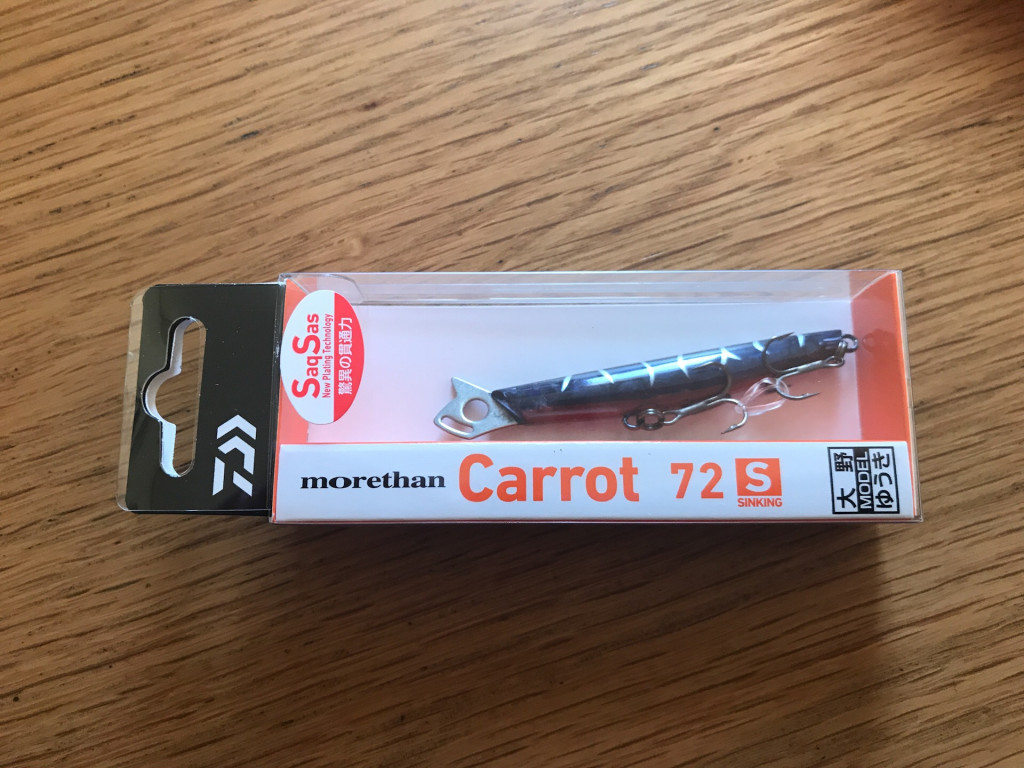 SaqSas
New Plating Technology
驚異の貫通力
morethan Carrot 72 S
SINKING
大野
MODEL
ゆうき